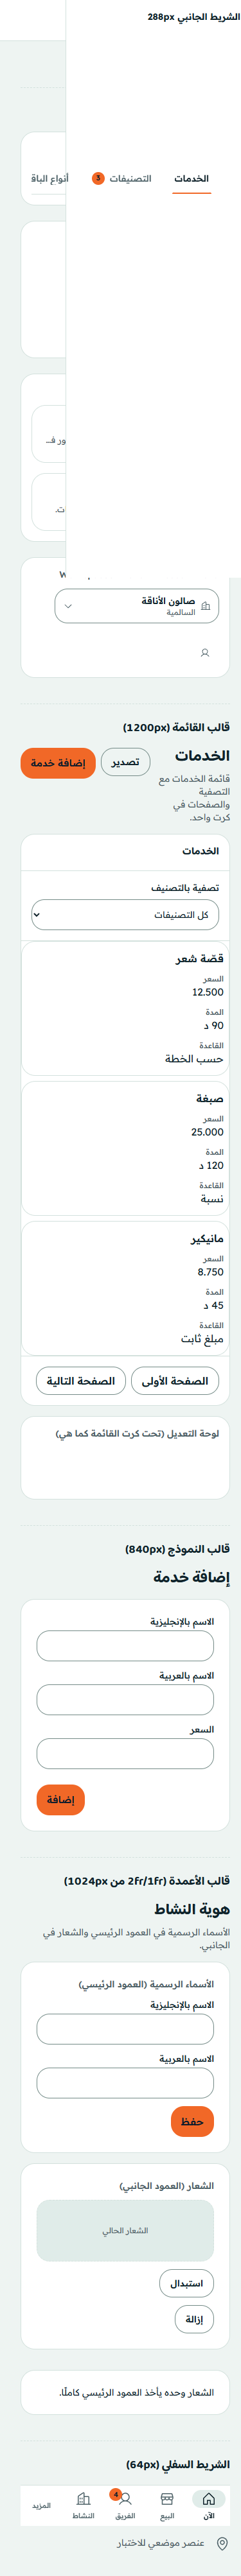 الشريط الجانبي 288px
الخدمات
التصنيفات 3
أنواع الباقـ
ـور فـ...
ـات.
W
صالون الأناقة
السالمية
قالب القائمة (1200px)
الخدمات
تصدير
إضافة خدمة
قائمة الخدمات مع
التصفية
والصفحات في
كرت واحد.
الخدمات
تصفية بالتصنيف
كل التصنيفات
قصّة شعر
السعر
12.500
المدة
90 د
القاعدة
حسب الخطة
صبغة
السعر
25.000
المدة
120 د
القاعدة
نسبة
مانيكير
السعر
8.750
المدة
45 د
القاعدة
مبلغ ثابت
الصفحة الأولى
الصفحة التالية
لوحة التعديل (تحت كرت القائمة كما هي)
قالب النموذج (840px)
إضافة خدمة
الاسم بالإنجليزية
الاسم بالعربية
السعر
إضافة
قالب الأعمدة (2fr/1fr من 1024px)
هوية النشاط
الأسماء الرسمية في العمود الرئيسي والشعار في
الجانبي.
الأسماء الرسمية (العمود الرئيسي)
الاسم بالإنجليزية
الاسم بالعربية
حفظ
الشعار (العمود الجانبي)
الشعار الحالي
استبدال
إزالة
الشعار وحده يأخذ العمود الرئيسي كاملًا.
الشريط السفلي (64px)
الآن
البيع
الفريق 4
النشاط
المزيد
عنصر موضعي للاختبار